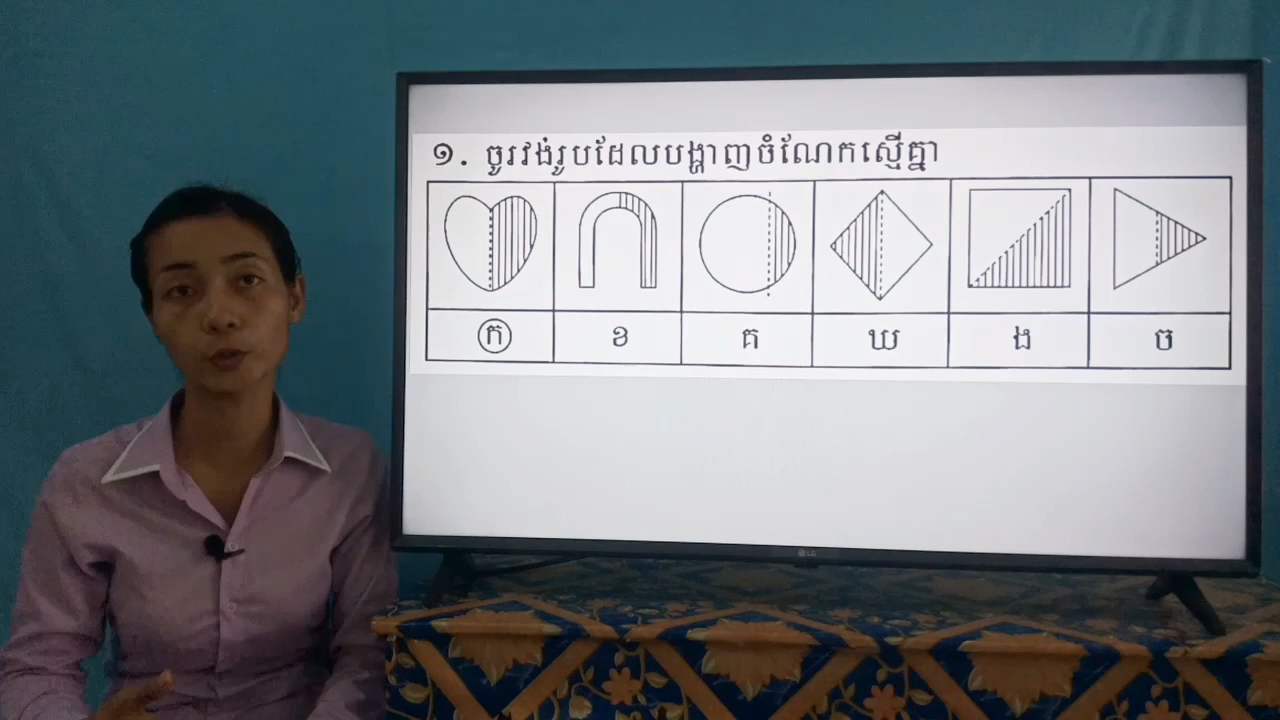 ១. ចូរវង់រូបដែលបង្ហាញចំណែកស្មើគ្នា
ក ខ គ ឃ ង ច
LG